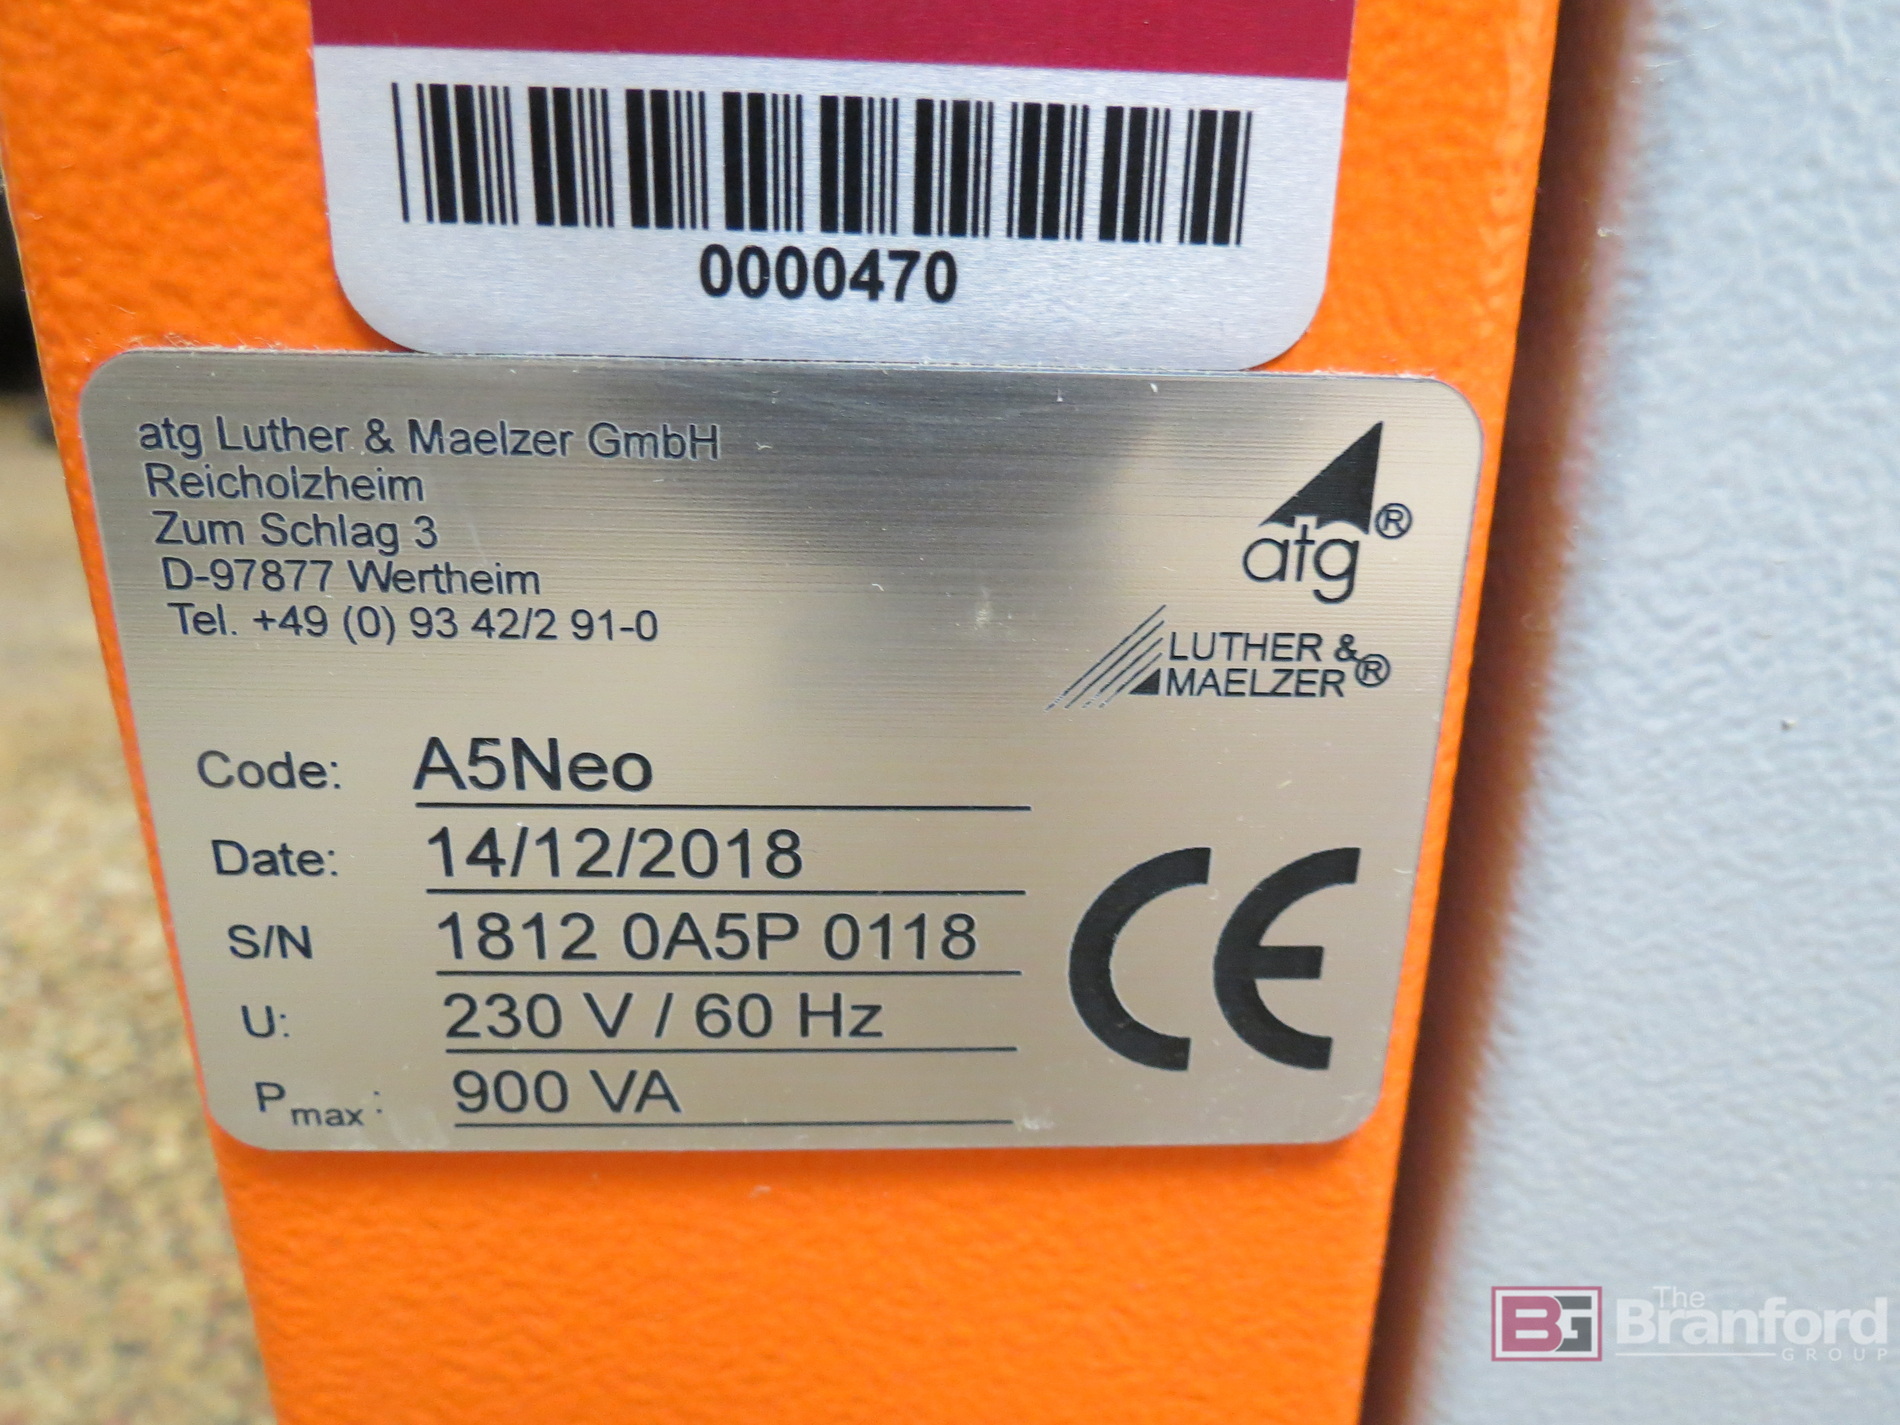 0000470
atg Luther & Maelzer GmbH
Reicholzheim
Zum Schlag 3
D-97877 Wertheim
Tel. +49 (0) 93 42/2 91-0
atg®
LUTHER &
MAELZER®
Code: A5Neo
Date: 14/12/2018
S/N 1812 0A5P 0118
U: 230 V / 60 Hz
Pmax: 900 VA
CE
BG The
Branford
GROUP